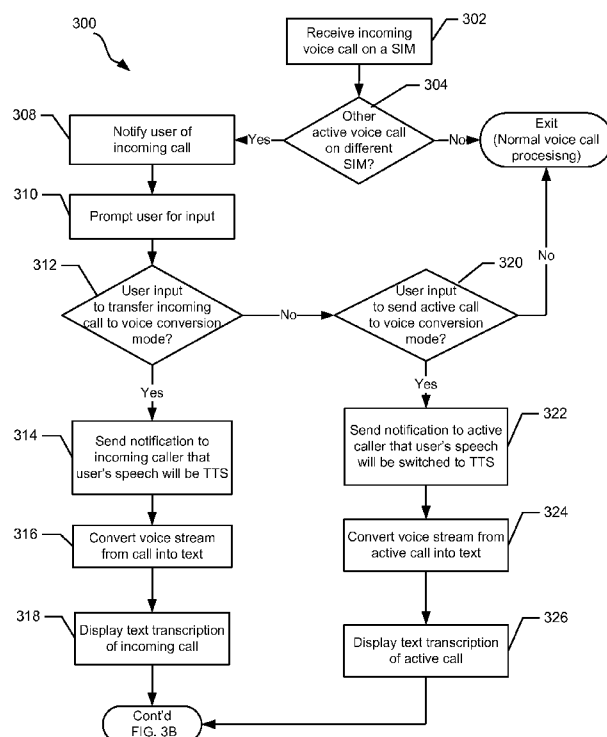 300
Receive incoming
voice call on a SIM
302
304
Other
active voice call
on different
SIM?
Yes
No
Exit
(Normal voice call
procesisng)
308
Notify user of
incoming call
310
Prompt user for input
312
User input
to transfer incoming
call to voice conversion
mode?
No
320
User input
to send active call
to voice conversion
mode?
No
Yes
Yes
314
Send notification to
incoming caller that
user's speech will be TTS
322
Send notification to active
caller that user's speech
will be switched to TTS
316
Convert voice stream
from call into text
324
Convert voice stream from
active call into text
318
Display text transcription
of incoming call
326
Display text transcription
of active call
Cont'd
FIG. 3B